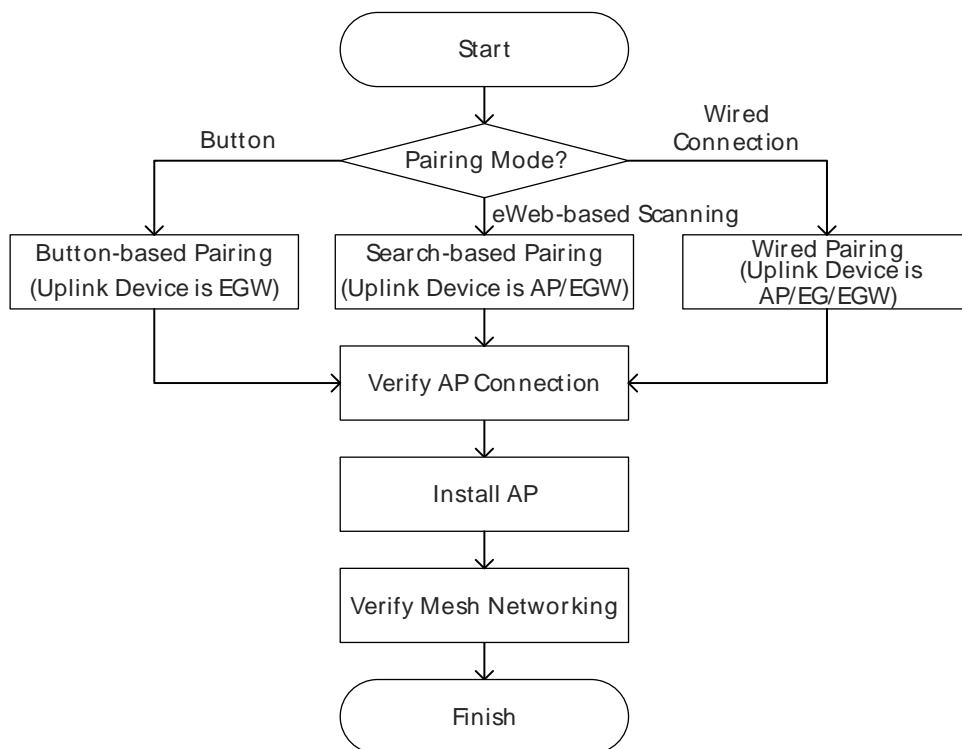 Start
Wired
Connection
Button
Pairing Mode?
eWeb-based Scanning
Button-based Pairing
(Uplink Device is EGW)
Search-based Pairing
(Uplink Device is AP/EGW)
Wired Pairing
(Uplink Device is
AP/EG/EGW)
Verify AP Connection
Install AP
Verify Mesh Networking
Finish